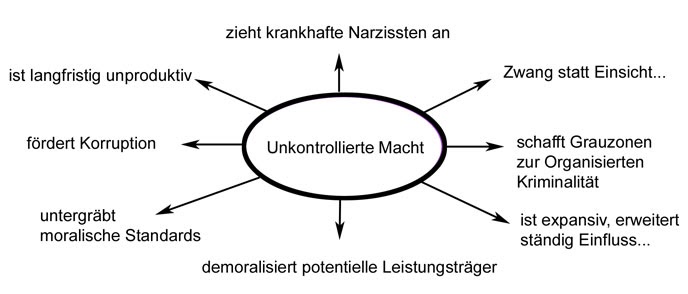 zieht krankhafte Narzissten an
ist langfristig unproduktiv
Zwang statt Einsicht...
fördert Korruption
Unkontrollierte Macht
schafft Grauzonen
zur Organisierten
Kriminalität
untergräbt
moralische Standards
ist expansiv, erweitert
ständig Einfluss...
demoralisiert potentielle Leistungsträger